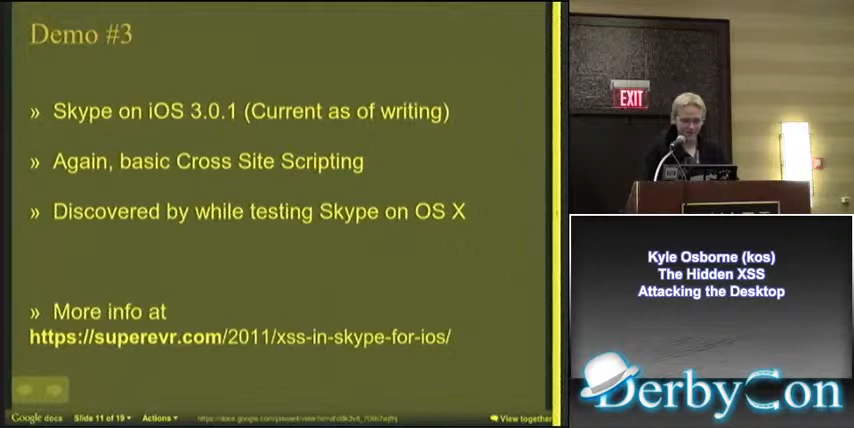 Demo #3
» Skype on iOS 3.0.1 (Current as of writing)
» Again, basic Cross Site Scripting
» Discovered by while testing Skype on OS X
» More info at
https://superevr.com/2011/xss-in-skype-for-ios/
Google docs Slide 11 of 19 Actions
View together
EXIT
Kyle Osborne (kos)
The Hidden XSS
Attacking the Desktop
DerbyCon